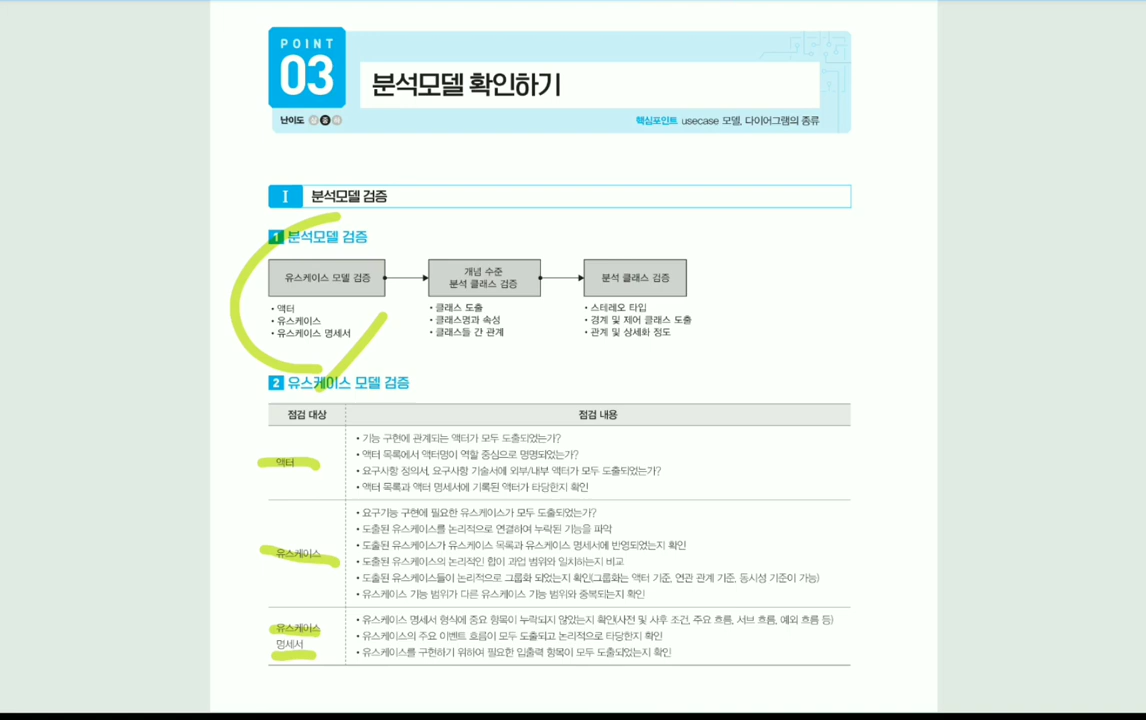 POINT
03
분석모델 확인하기
난이도 상 중 하
핵심포인트 usecase 모델, 다이어그램의 종류
I 분석모델 검증
1 분석모델 검증
유스케이스 모델 검증
• 액터
• 유스케이스
• 유스케이스 명세서
개념 수준
분석 클래스 검증
• 클래스 도출
• 클래스명과 속성
• 클래스들 간 관계
분석 클래스 검증
• 스테레오 타입
• 경계 및 제어 클래스 도출
• 관계 및 상세화 정도
2 유스케이스 모델 검증
점검 대상 점검 내용
액터
• 기능 구현에 관계되는 액터가 모두 도출되었는가?
• 액터 목록에서 액터명이 역할 중심으로 명명되었는가?
• 요구사항 정의서, 요구사항 기술서에 외부/내부 액터가 모두 도출되었는가?
• 액터 목록과 액터 명세서에 기록된 액터가 타당한지 확인
유스케이스
• 요구기능 구현에 필요한 유스케이스가 모두 도출되었는가?
• 도출된 유스케이스를 논리적으로 연결하여 누락된 기능을 파악
• 도출된 유스케이스가 유스케이스 목록과 유스케이스 명세서에 반영되었는지 확인
• 도출된 유스케이스의 논리적인 합이 과업 범위와 일치하는지 비교
• 도출된 유스케이스들이 논리적으로 그룹화 되었는지 확인(그룹화는 액터 기준, 연관 관계 기준, 동시성 기준이 가능)
• 유스케이스 기능 범위가 다른 유스케이스 기능 범위와 중복되는지 확인
유스케이스
명세서
• 유스케이스 명세서 형식에 중요 항목이 누락되지 않았는지 확인(사전 및 사후 조건, 주요 흐름, 서브 흐름, 예외 흐름 등)
• 유스케이스의 주요 이벤트 흐름이 모두 도출되고 논리적으로 타당한지 확인
• 유스케이스를 구현하기 위하여 필요한 입출력 항목이 모두 도출되었는지 확인